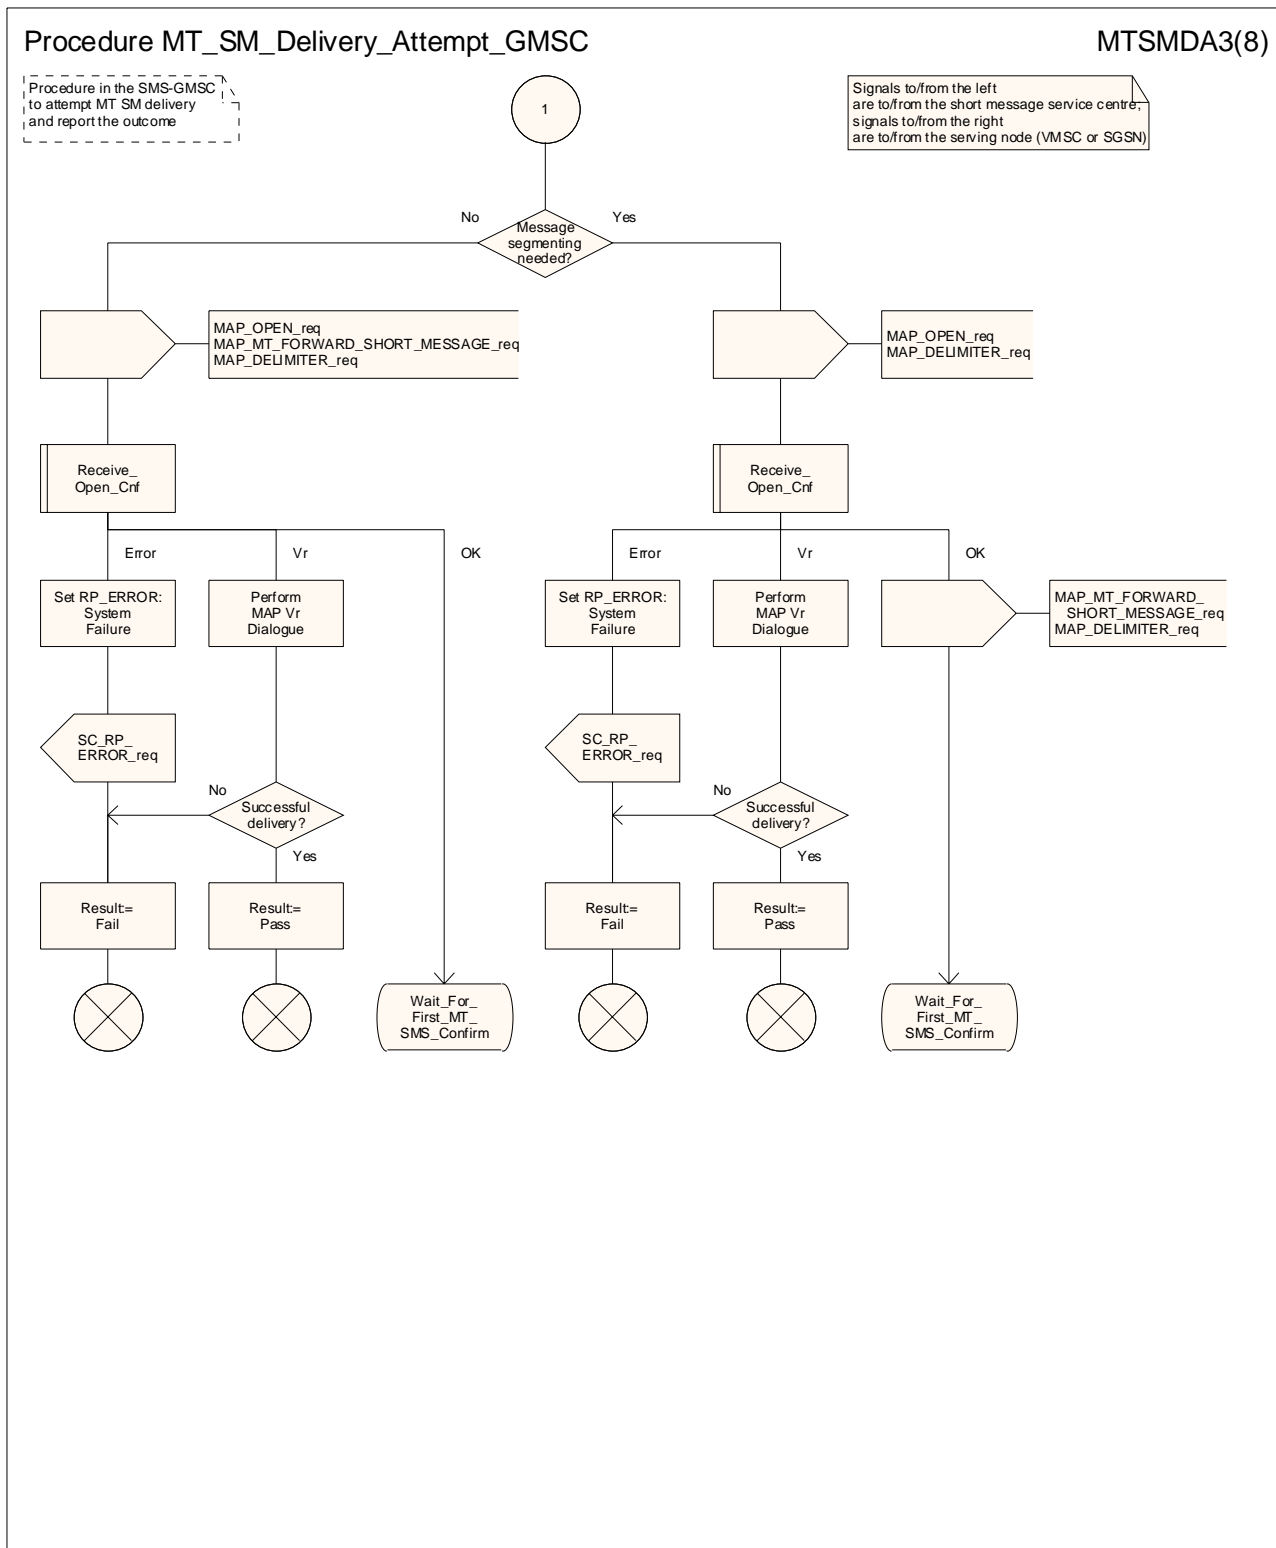 Procedure MT_SM_Delivery_Attempt_GMSC
MTSMDA3(8)
Procedure in the SMS-GMSC
to attempt MT SM delivery
and report the outcome
1
Signals to/from the left
are to/from the short message service centre;
signals to/from the right
are to/from the serving node (VMSC or SGSN)
No
Yes
Message
segmenting
needed?
MAP_OPEN_req
MAP_MT_FORWARD_SHORT_MESSAGE_req
MAP_DELIMITER_req
MAP_OPEN_req
MAP_DELIMITER_req
Receive_
Open_Cnf
Receive_
Open_Cnf
Error
Vr
OK
Error
Vr
OK
Set RP_ERROR:
System
Failure
Perform
MAP Vr
Dialogue
Set RP_ERROR:
System
Failure
Perform
MAP Vr
Dialogue
MAP_MT_FORWARD_
SHORT_MESSAGE_req
MAP_DELIMITER_req
SC_RP_
ERROR_req
SC_RP_
ERROR_req
No
Successful
delivery?
Yes
No
Successful
delivery?
Yes
Result:=
Fail
Result:=
Pass
Result:=
Fail
Result:=
Pass
Wait_For_
First_MT_
SMS_Confirm
Wait_For_
First_MT_
SMS_Confirm